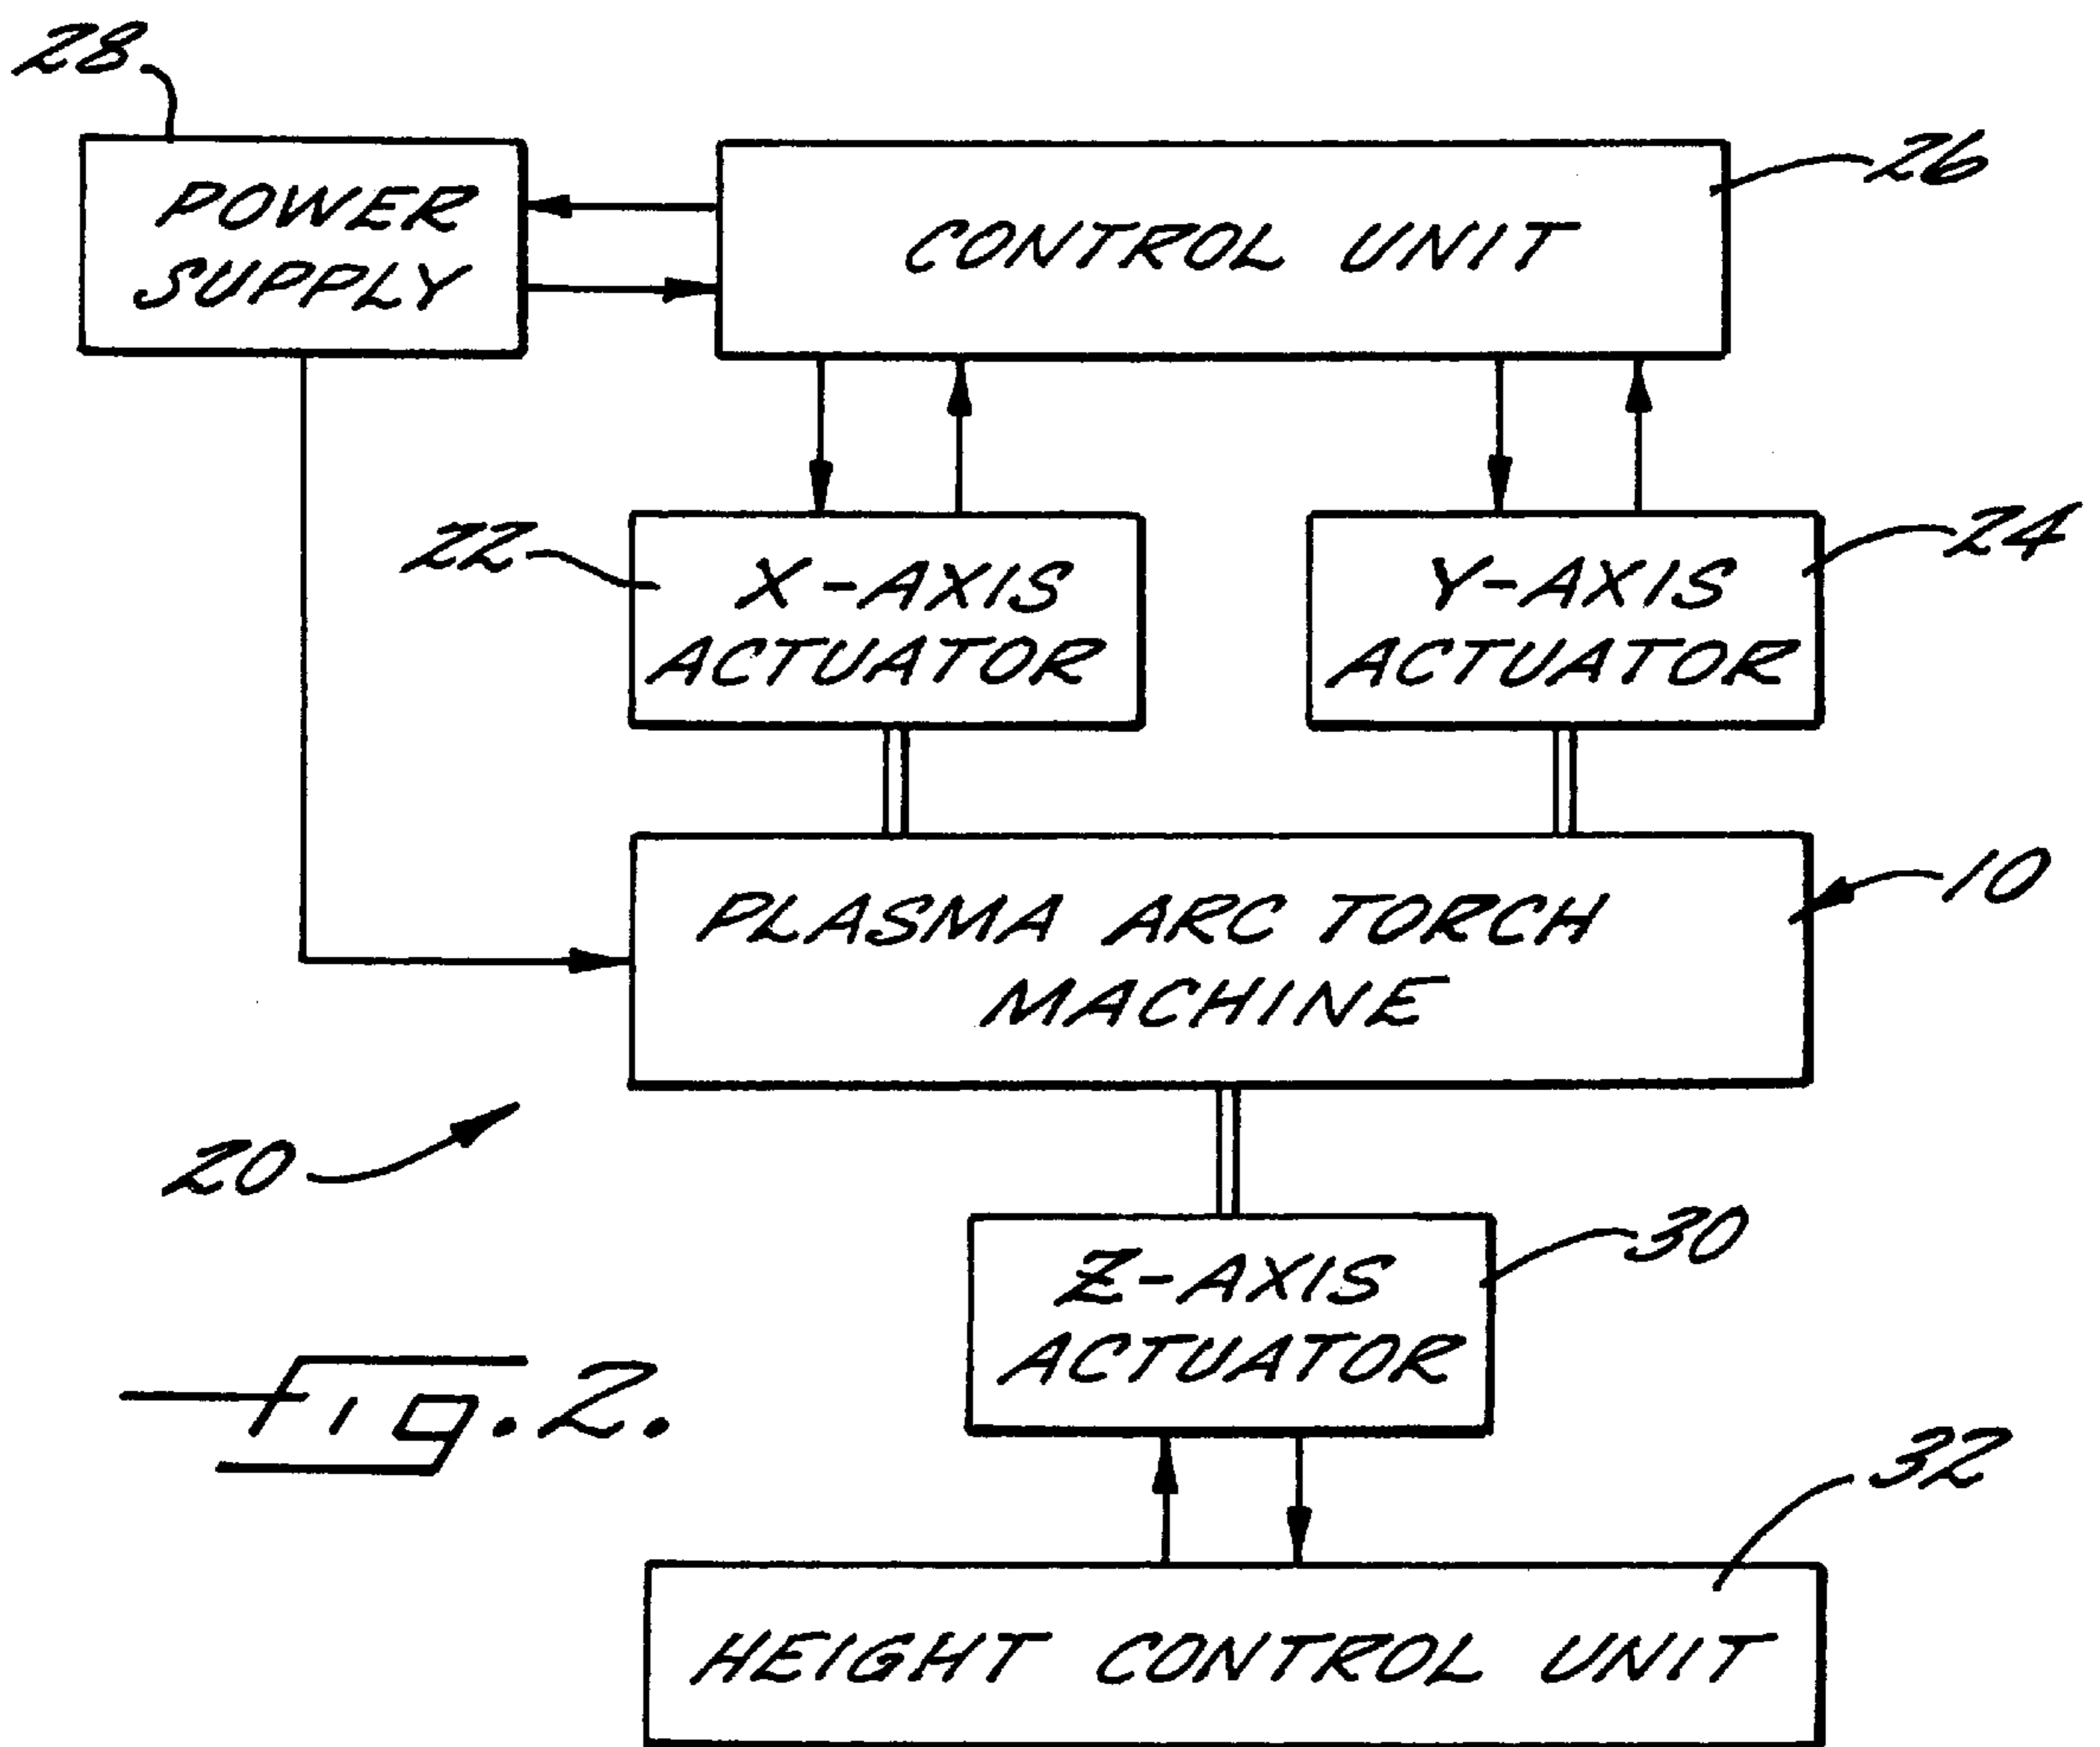 28
POWER
SUPPLY
CONTROL UNIT
26
22
X-AXIS
ACTUATOR
Y-AXIS
ACTUATOR
24
PLASMA ARC TORCH
MACHINE
10
20
Z-AXIS
ACTUATOR
30
Fig. 2.
32
HEIGHT CONTROL UNIT